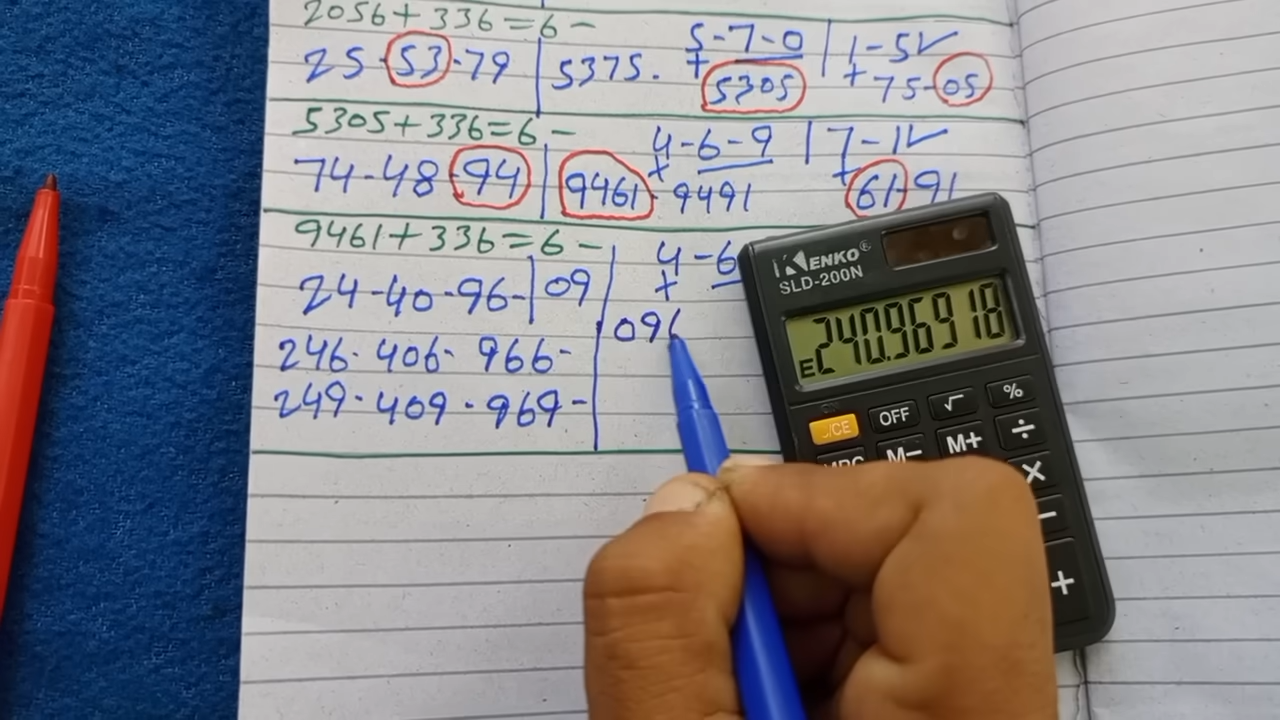 2056+336=6-
25-53-79 | 5375. 5-7-0 | 1-5✓
+ 5305 + 75-05
5305+336=6-
74-48-94 | 9461-9491 4-6-9 | 7-1✓
+ + 61-91
9461+336=6-
24-40-96- | 09 4-6
+
246-406-966- 096
249-409-969-
KENKO®
SLD-200N
E240.96918
OFF √ %
M- M+ ÷
×
-
+